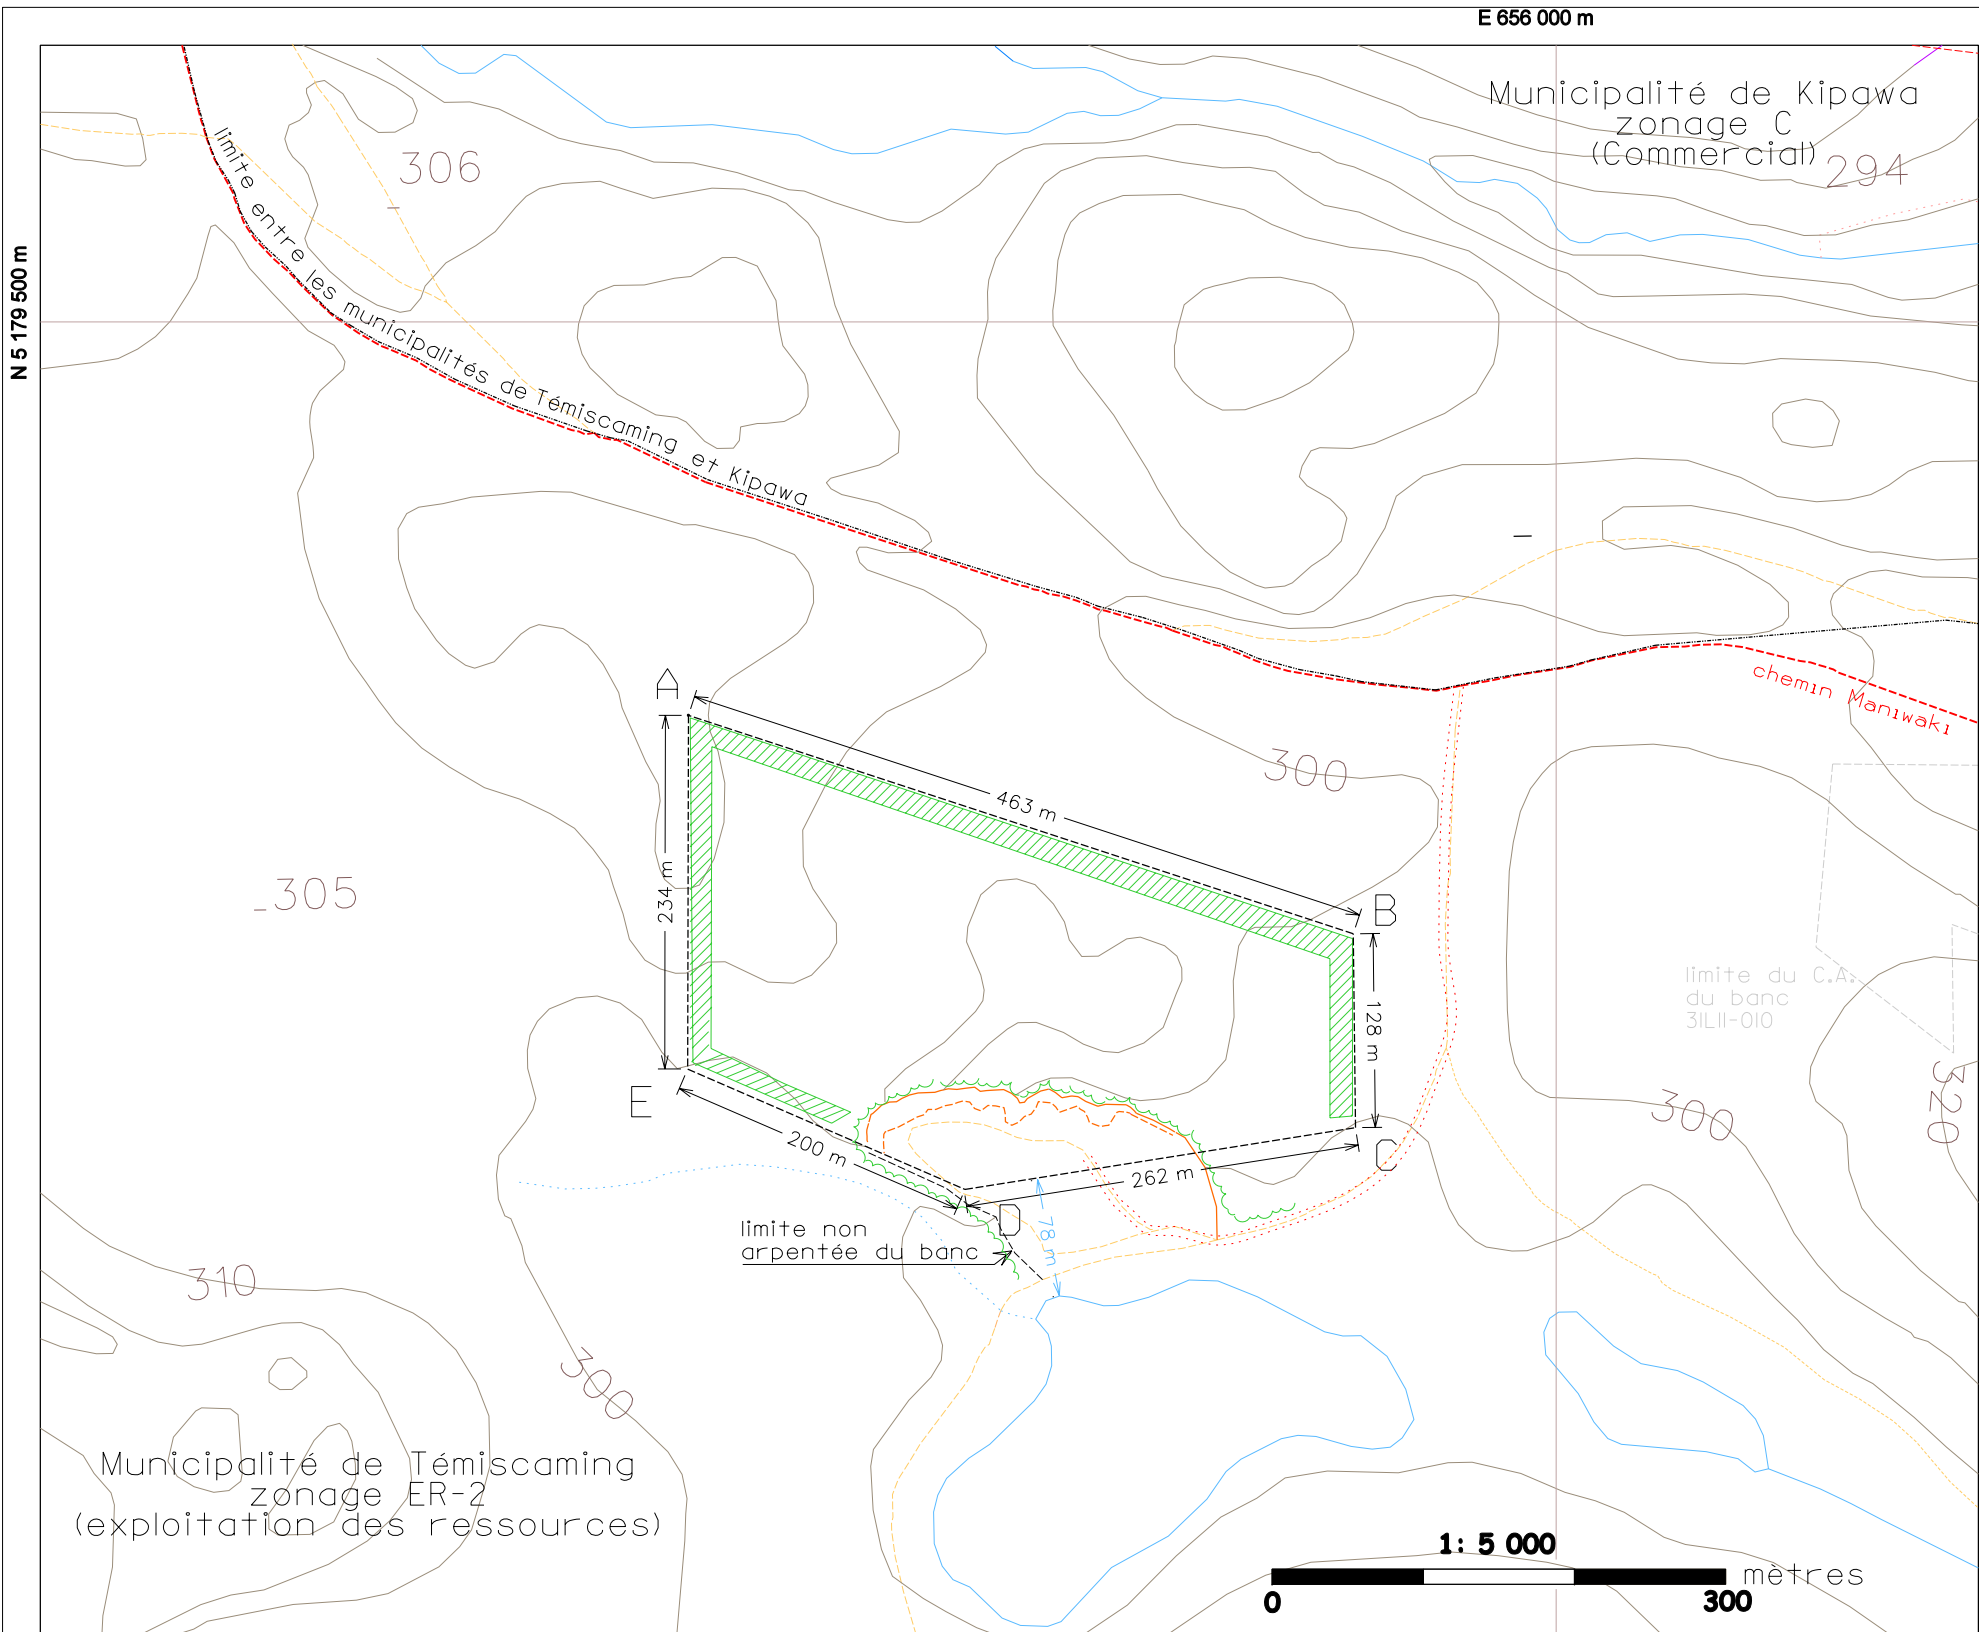 E 656 000 m
Municipalité de Kipawa
zonage C
(Commercial)
294
306
N 5 179 500 m
limite entre les municipalités de Témiscaming et Kipawa
chemin Maniwaki
A
463 m
300
B
234 m
305
limite du C.A.
du banc
31L11-010
128 m
E
200 m
262 m
C
D
78 m
limite non
arpentée du banc
300
320
310
300
Municipalité de Témiscaming
zonage ER-2
(exploitation des ressources)
1: 5 000
mètres
0 300